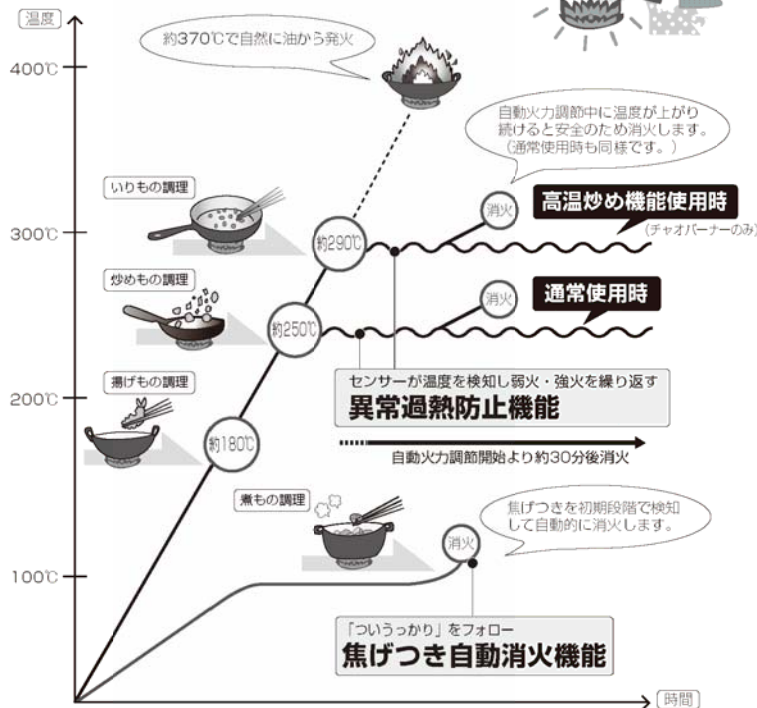 温度
約370℃で自然に油から発火
400℃
自動火力調節中に温度が上がり
続けると安全のため消火します。
(通常使用時も同様です。)
いりもの調理
消火
高温炒め機能使用時
(チャオバーナーのみ)
300℃
約290℃
炒めもの調理
消火
通常使用時
約250℃
揚げもの調理
センサーが温度を検知し弱火・強火を繰り返す
異常過熱防止機能
200℃
約180℃
自動火力調節開始より約30分後消火
煮もの調理
焦げつきを初期段階で検知
して自動的に消火します。
消火
100℃
「ついうっかり」をフォロー
焦げつき自動消火機能
時間